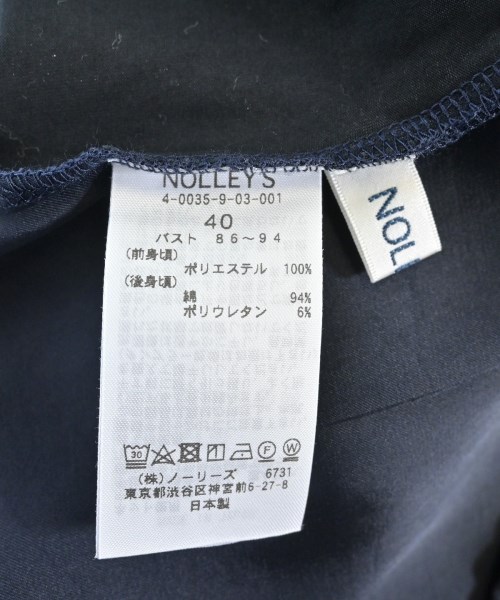 NOLLEY'S
4-0035-9-03-001
40
バスト 86~94
(前身頃)
ポリエステル 100%
(後身頃)
綿 94%
ポリウレタン 6%
30
F W
(株)ノーリーズ 6731
東京都渋谷区神宮前6-27-8
日本製
NOL